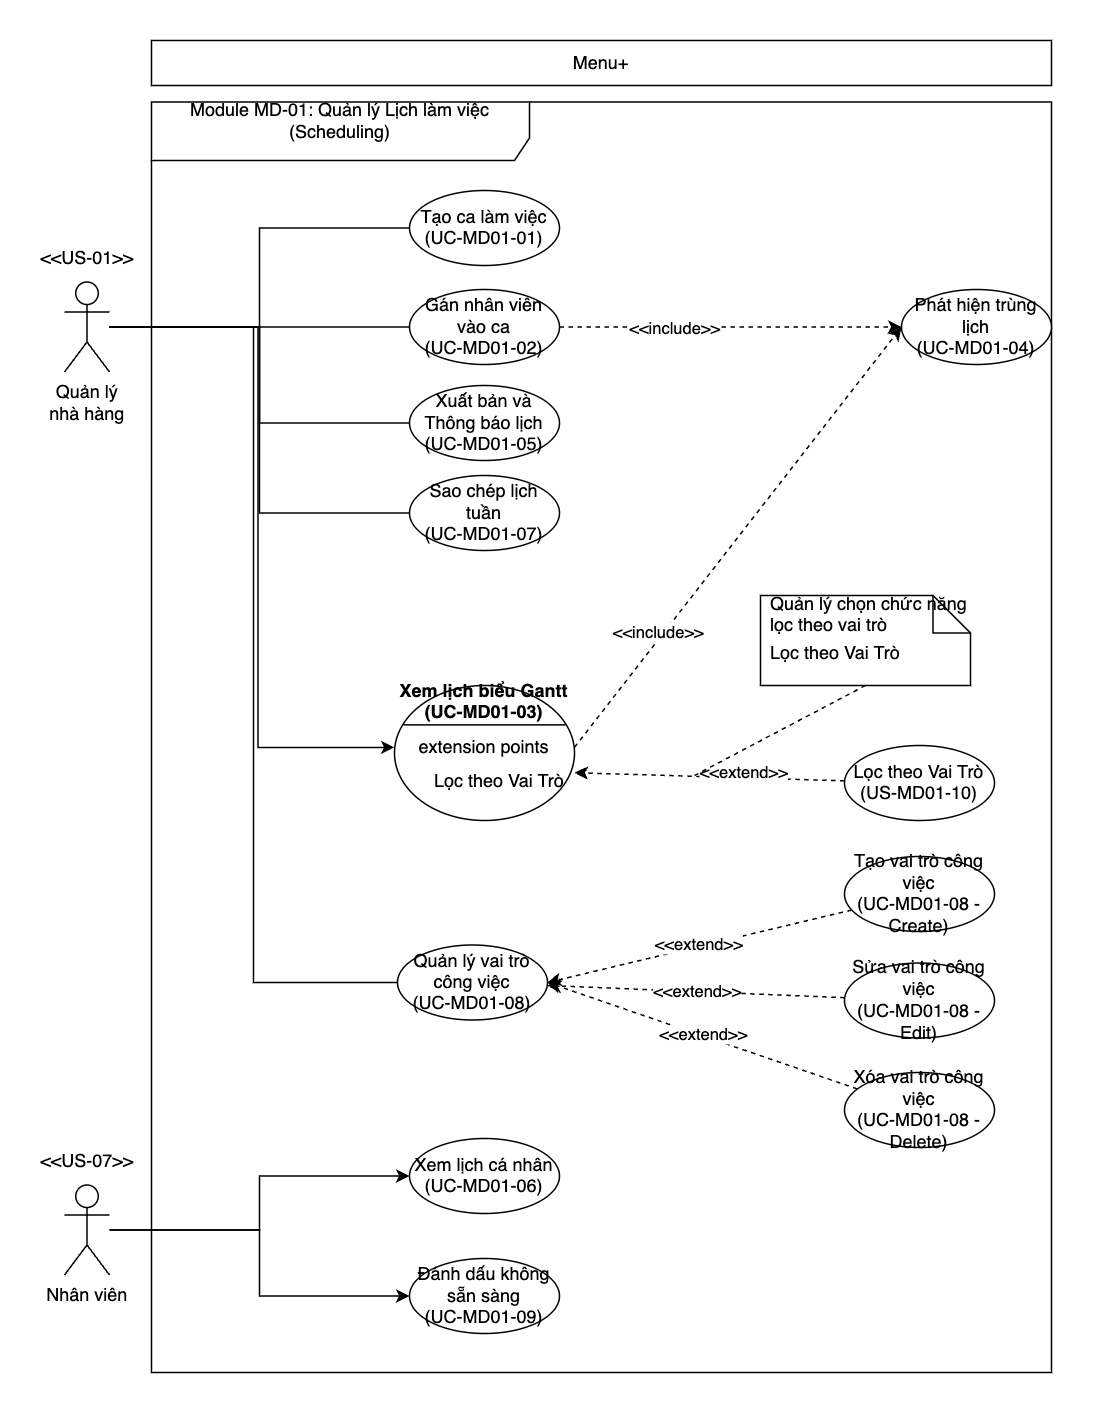 Menu+
Module MD-01: Quản lý Lịch làm việc
(Scheduling)
<<US-01>>
Quản lý
nhà hàng
Tạo ca làm việc
(UC-MD01-01)
Gán nhân viên
vào ca
(UC-MD01-02)
<<include>>
Phát hiện trùng
lịch
(UC-MD01-04)
Xuất bản và
Thông báo lịch
(UC-MD01-05)
Sao chép lịch
tuần
(UC-MD01-07)
<<include>>
Quản lý chọn chức năng
lọc theo vai trò
Lọc theo Vai Trò
Xem lịch biểu Gantt
(UC-MD01-03)
extension points
Lọc theo Vai Trò
<<extend>>
Lọc theo Vai Trò
(US-MD01-10)
Tạo vai trò công
việc
(UC-MD01-08 -
Create)
<<extend>>
Quản lý vai trò
công việc
(UC-MD01-08)
<<extend>>
Sửa vai trò công
việc
(UC-MD01-08 -
Edit)
<<extend>>
Xóa vai trò công
việc
(UC-MD01-08 -
Delete)
<<US-07>>
Nhân viên
Xem lịch cá nhân
(UC-MD01-06)
Đánh dấu không
sẵn sàng
(UC-MD01-09)